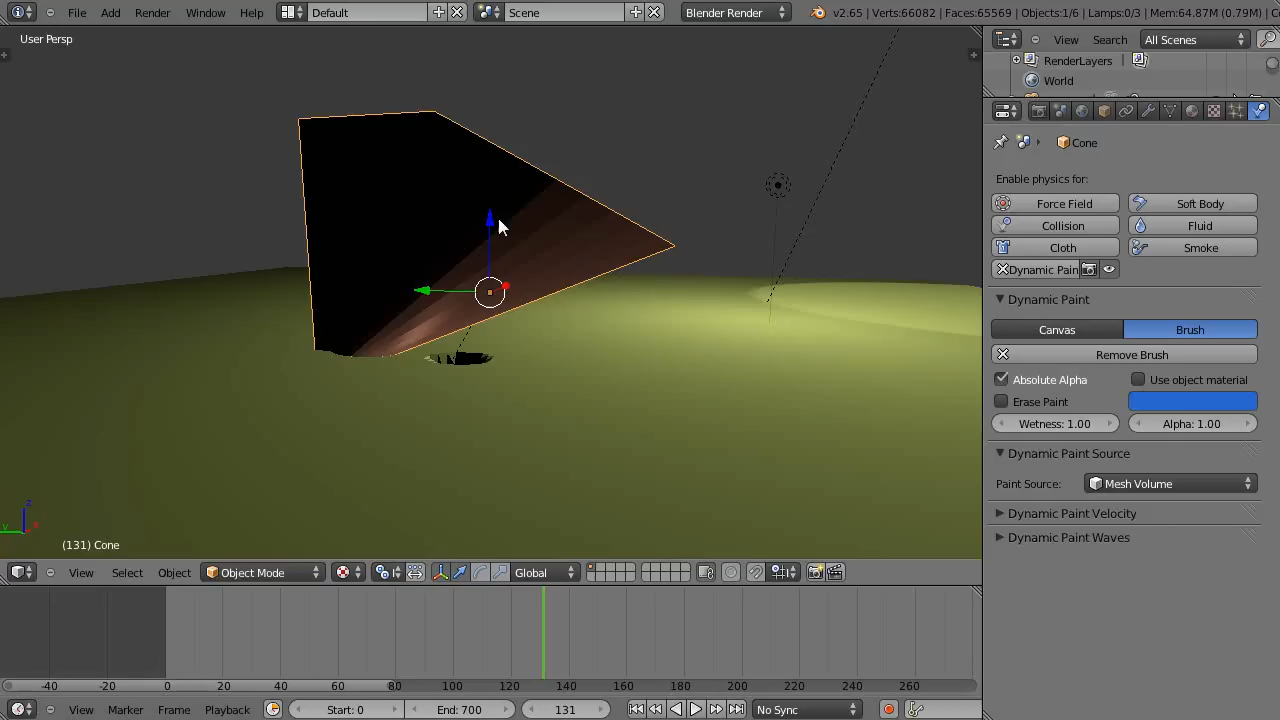 File Add Render Window Help Default Scene Blender Render v2.65 | Verts:66082 | Faces:65569 | Objects:1/6 | Lamps:0/3 | Mem:64.87M (0.79M) |
User Persp
View Search All Scenes
RenderLayers
World
Cone
Enable physics for:
Force Field Soft Body
Collision Fluid
Cloth Smoke
Dynamic Pain
Dynamic Paint
Canvas Brush
Remove Brush
Absolute Alpha Use object material
Erase Paint
Wetness: 1.00 Alpha: 1.00
Dynamic Paint Source
Paint Source: Mesh Volume
Dynamic Paint Velocity
Dynamic Paint Waves
z
y x
(131) Cone
View Select Object Object Mode Global
-40 -20 0 20 40 60 80 100 120 140 160 180 200 220 240 260
View Marker Frame Playback Start: 0 End: 700 131 No Sync